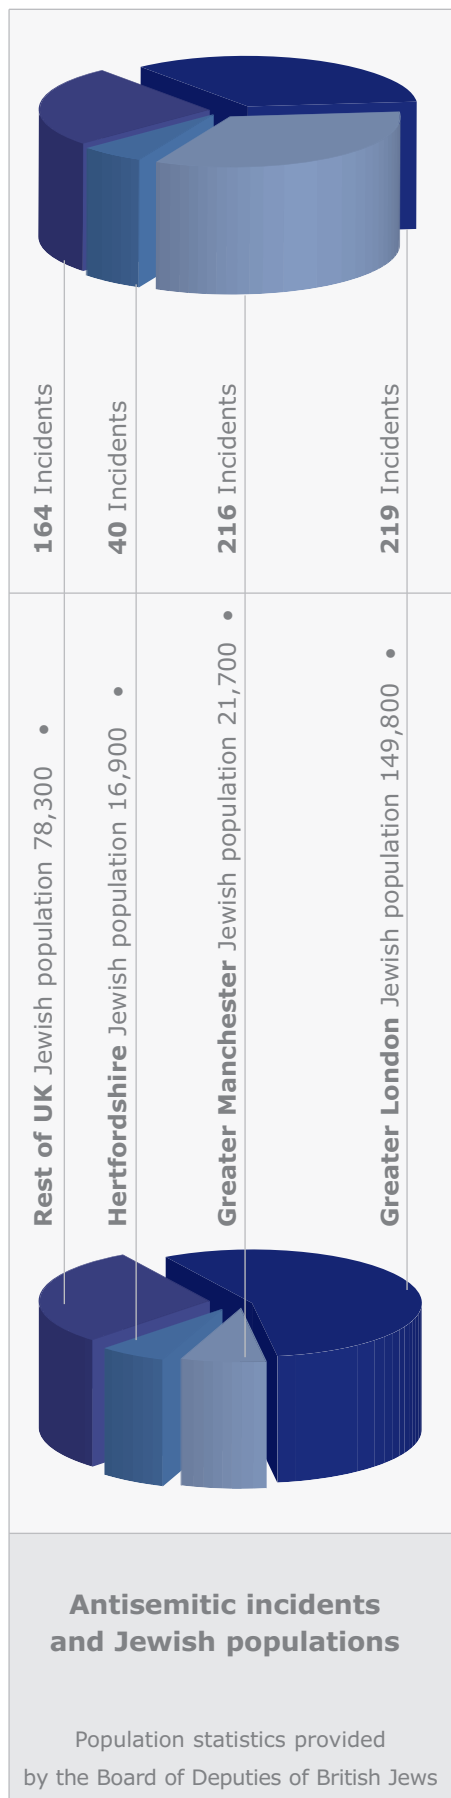 164 Incidents
40 Incidents
216 Incidents
219 Incidents
Rest of UK Jewish population 78,300 •
Hertfordshire Jewish population 16,900 •
Greater Manchester Jewish population 21,700 •
Greater London Jewish population 149,800 •
Antisemitic incidents
and Jewish populations
Population statistics provided
by the Board of Deputies of British Jews